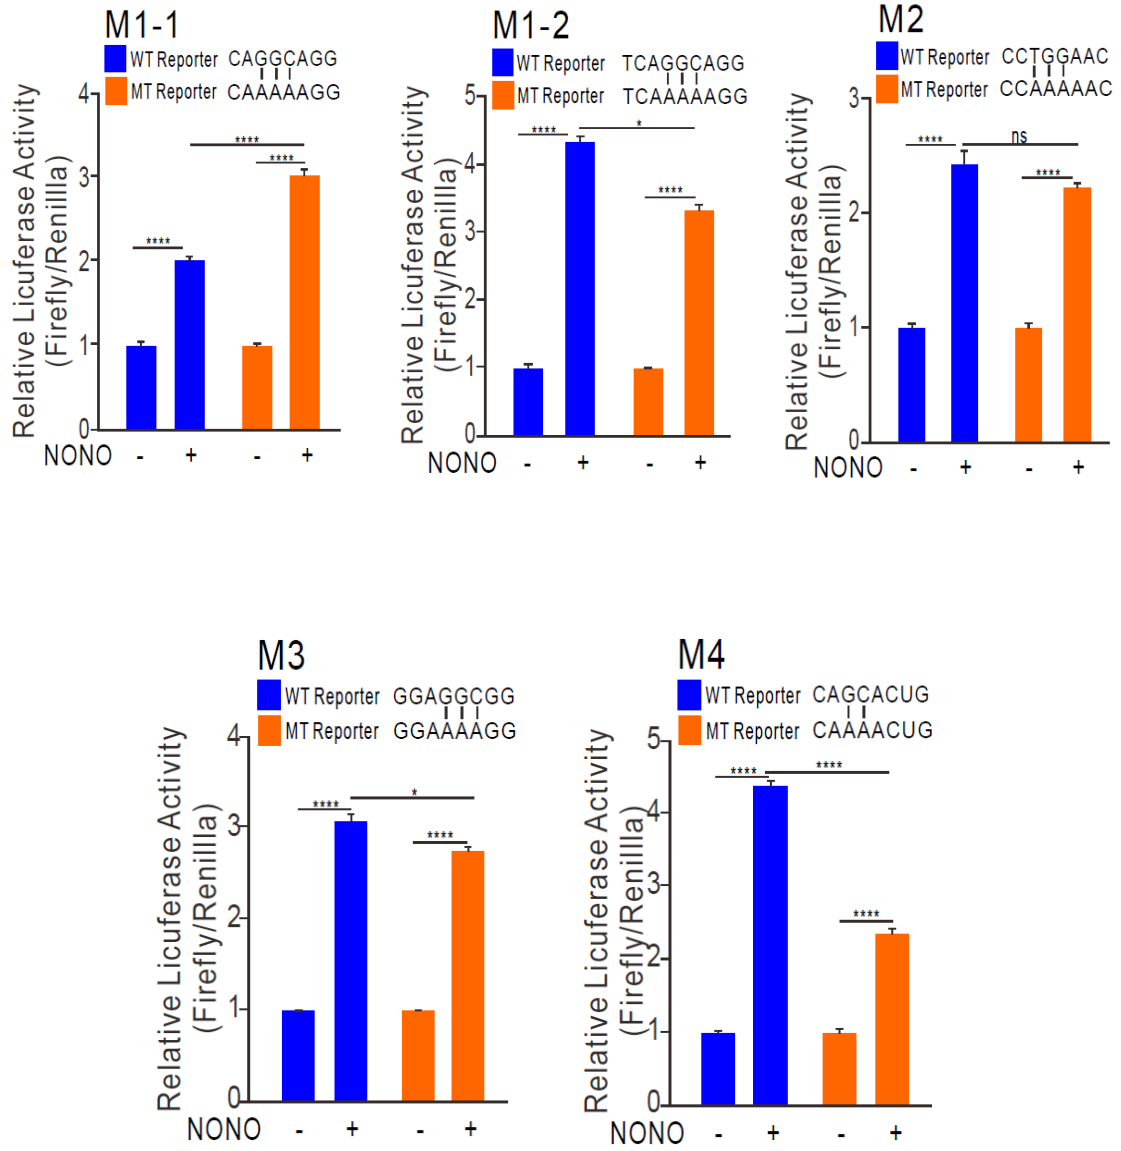 M1-1
WT Reporter CAGGCAGG
MT Reporter CAAAAAGG
Relative Licuferase Activity
(Firefly/Renillla)
4
3
2
1
0
****
****
****
NONO - + - +
M1-2
WT Reporter TCAGGCAGG
MT Reporter TCAAAAAGG
Relative Licuferase Activity
(Firefly/Renillla)
5
4
3
2
1
0
****
*
****
NONO - + - +
M2
WT Reporter CCTGGAAC
MT Reporter CCAAAAAC
Relative Licuferase Activity
(Firefly/Renillla)
3
2
1
0
****
ns
****
NONO - + - +
M3
WT Reporter GGAGGCGG
MT Reporter GGAAAAGG
Relative Licuferase Activity
(Firefly/Renillla)
4
3
2
1
0
****
*
****
NONO - + - +
M4
WT Reporter CAGCACUG
MT Reporter CAAAACUG
Relative Licuferase Activity
(Firefly/Renillla)
5
4
3
2
1
0
****
****
****
NONO - + - +